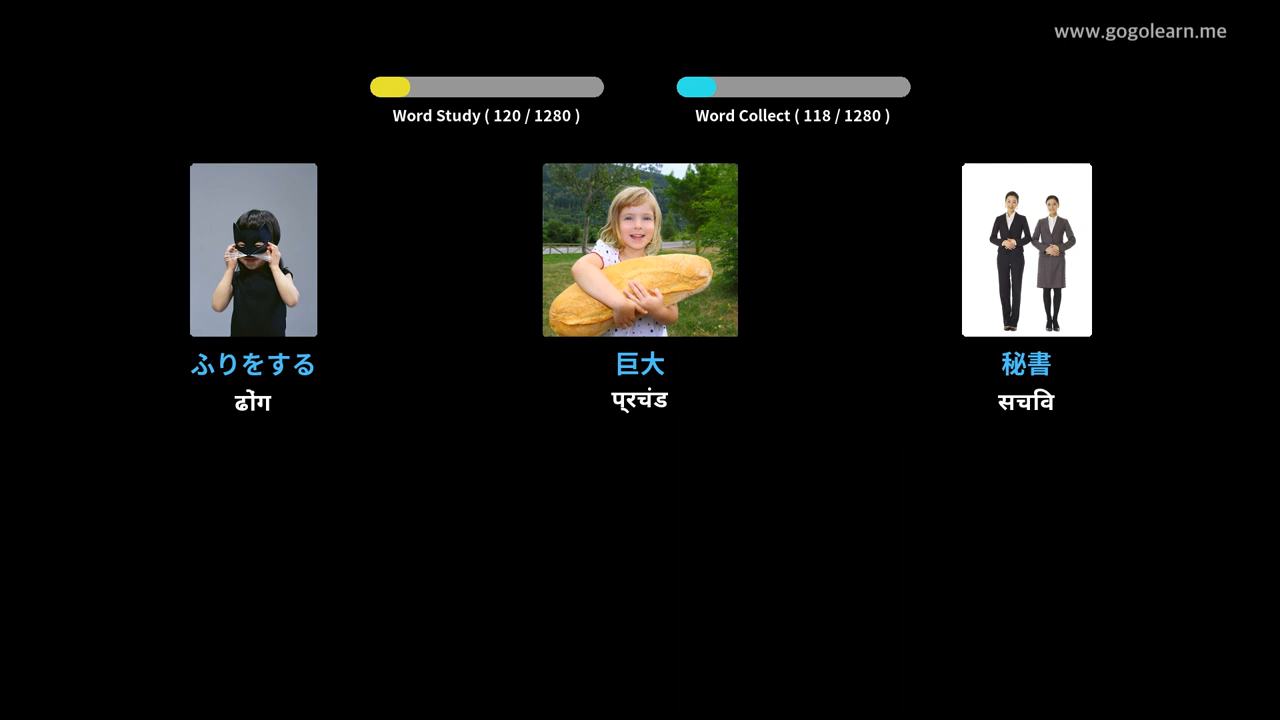 www.gogolearn.me
Word Study ( 120 / 1280 )
Word Collect ( 118 / 1280 )
ふりをする
巨大
秘書
ढोंग
प्रचंड
सचवि